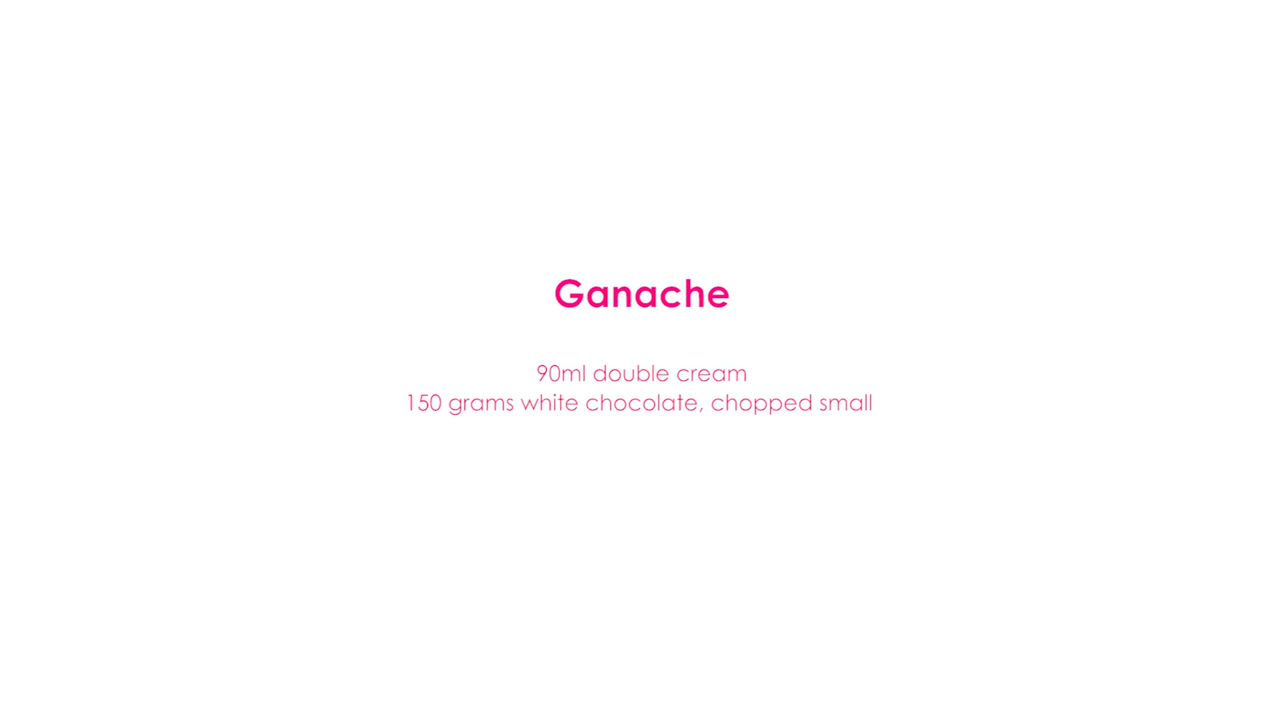 Ganache
90ml double cream
150 grams white chocolate, chopped small